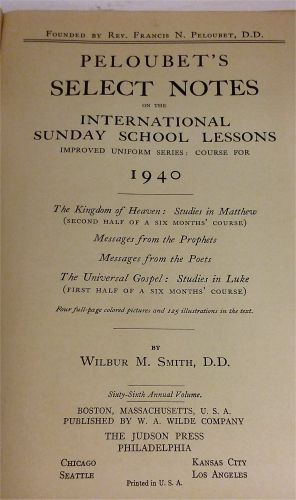 FOUNDED BY REV. FRANCIS N. PELOUBET, D.D.
PELOUBET'S
SELECT NOTES
ON THE
INTERNATIONAL
SUNDAY SCHOOL LESSONS
IMPROVED UNIFORM SERIES: COURSE FOR
1940
The Kingdom of Heaven: Studies in Matthew
(SECOND HALF OF A SIX MONTHS' COURSE)
Messages from the Prophets
Messages from the Poets
The Universal Gospel: Studies in Luke
(FIRST HALF OF A SIX MONTHS' COURSE)
Four full-page colored pictures and 125 illustrations in the text.
BY
WILBUR M. SMITH, D.D.
Sixty-Sixth Annual Volume.
BOSTON, MASSACHUSETTS, U. S. A.
PUBLISHED BY W. A. WILDE COMPANY
THE JUDSON PRESS
PHILADELPHIA
CHICAGO KANSAS CITY
SEATTLE LOS ANGELES
Printed in U. S. A.